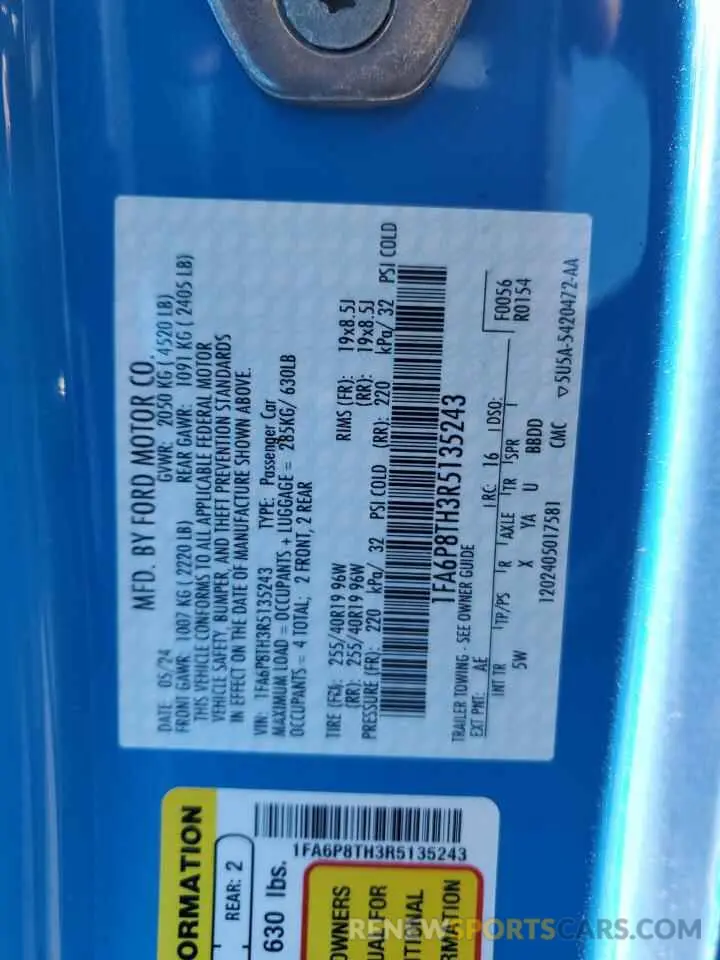 MFD. BY FORD MOTOR CO.
DATE 05/24 GVWR: 2050 KG ( 4520 LB)
FRONT GAWR: 1007 KG ( 2220 LB) REAR GAWR: 1091 KG ( 2405 LB)
THIS VEHICLE CONFORMS TO ALL APPLICABLE FEDERAL MOTOR
VEHICLE SAFETY, BUMPER, AND THEFT PREVENTION STANDARDS
IN EFFECT ON THE DATE OF MANUFACTURE SHOWN ABOVE.
VIN: 1FA6P8TH3R5135243 TYPE: Passenger Car
MAXIMUM LOAD = OCCUPANTS + LUGGAGE = 285KG/ 630LB
OCCUPANTS = 4 TOTAL; 2 FRONT, 2 REAR
TIRE (FR): 255/40R19 96W RIMS (FR): 19x8.5J
(RR): 255/40R19 96W (RR): 19x8.5J
PRESSURE (FR): 220 kPa/ 32 PSI COLD (RR): 220 kPa/ 32 PSI COLD
1FA6P8TH3R5135243
TRAILER TOWING - SEE OWNER GUIDE
EXT PNT: AE RC: 16 DSO: F0056
R0154
INT TR TP/PS R AXLE TR SPR
5W X YA U BBDD
1202405017581 CMC 5U5A-5420472-AA
1FA6P8TH3R5135243
ORMATION
REAR: 2
630 lbs.
OWNERS
UAL FOR
ITIONAL
RMATION
RENEWSPORTSCARS.COM